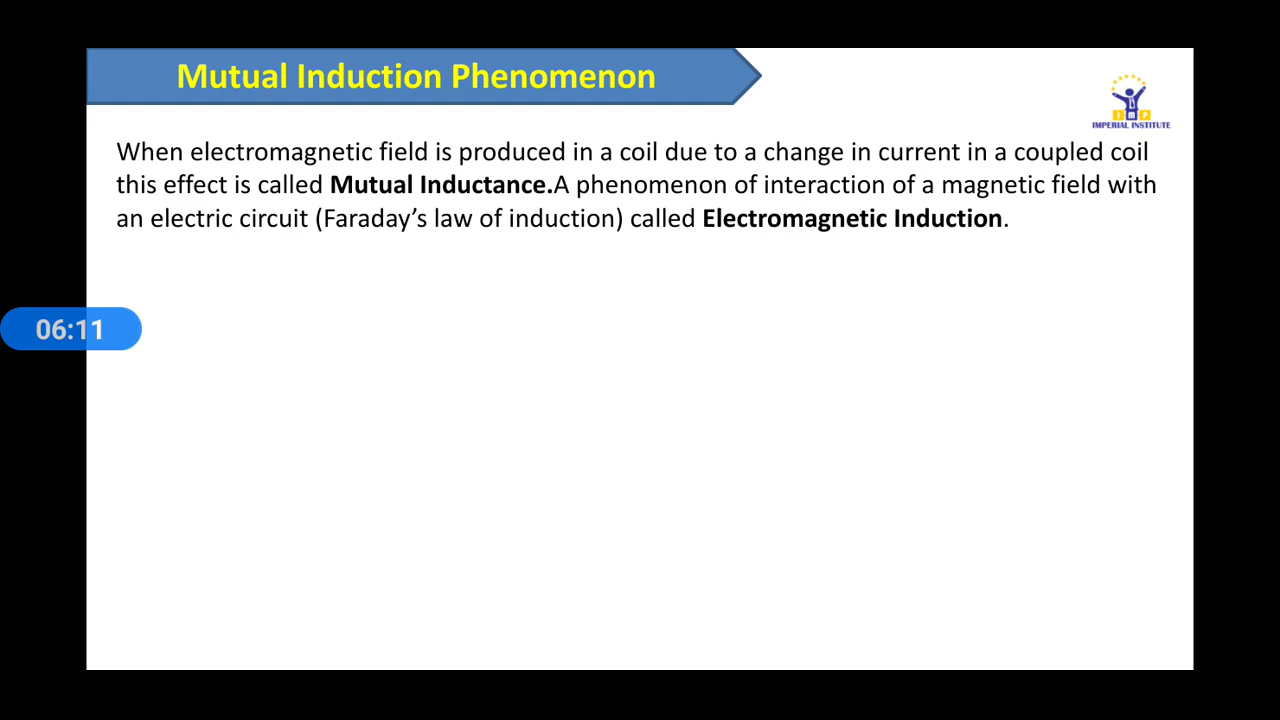 Mutual Induction Phenomenon
IMPERIAL INSTITUTE
When electromagnetic field is produced in a coil due to a change in current in a coupled coil
this effect is called Mutual Inductance.A phenomenon of interaction of a magnetic field with
an electric circuit (Faraday’s law of induction) called Electromagnetic Induction.
06:11